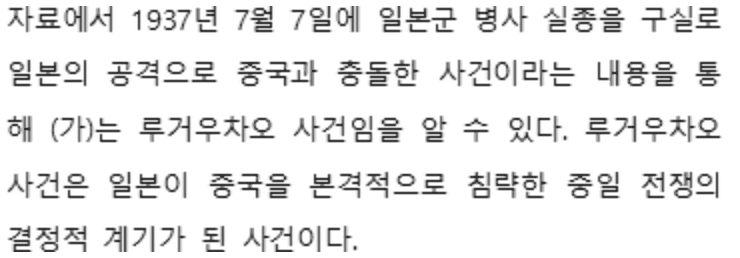 자료에서 1937년 7월 7일에 일본군 병사 실종을 구실로
일본의 공격으로 중국과 충돌한 사건이라는 내용을 통
해 (가)는 루거우차오 사건임을 알 수 있다. 루거우차오
사건은 일본이 중국을 본격적으로 침략한 중일 전쟁의
결정적 계기가 된 사건이다.